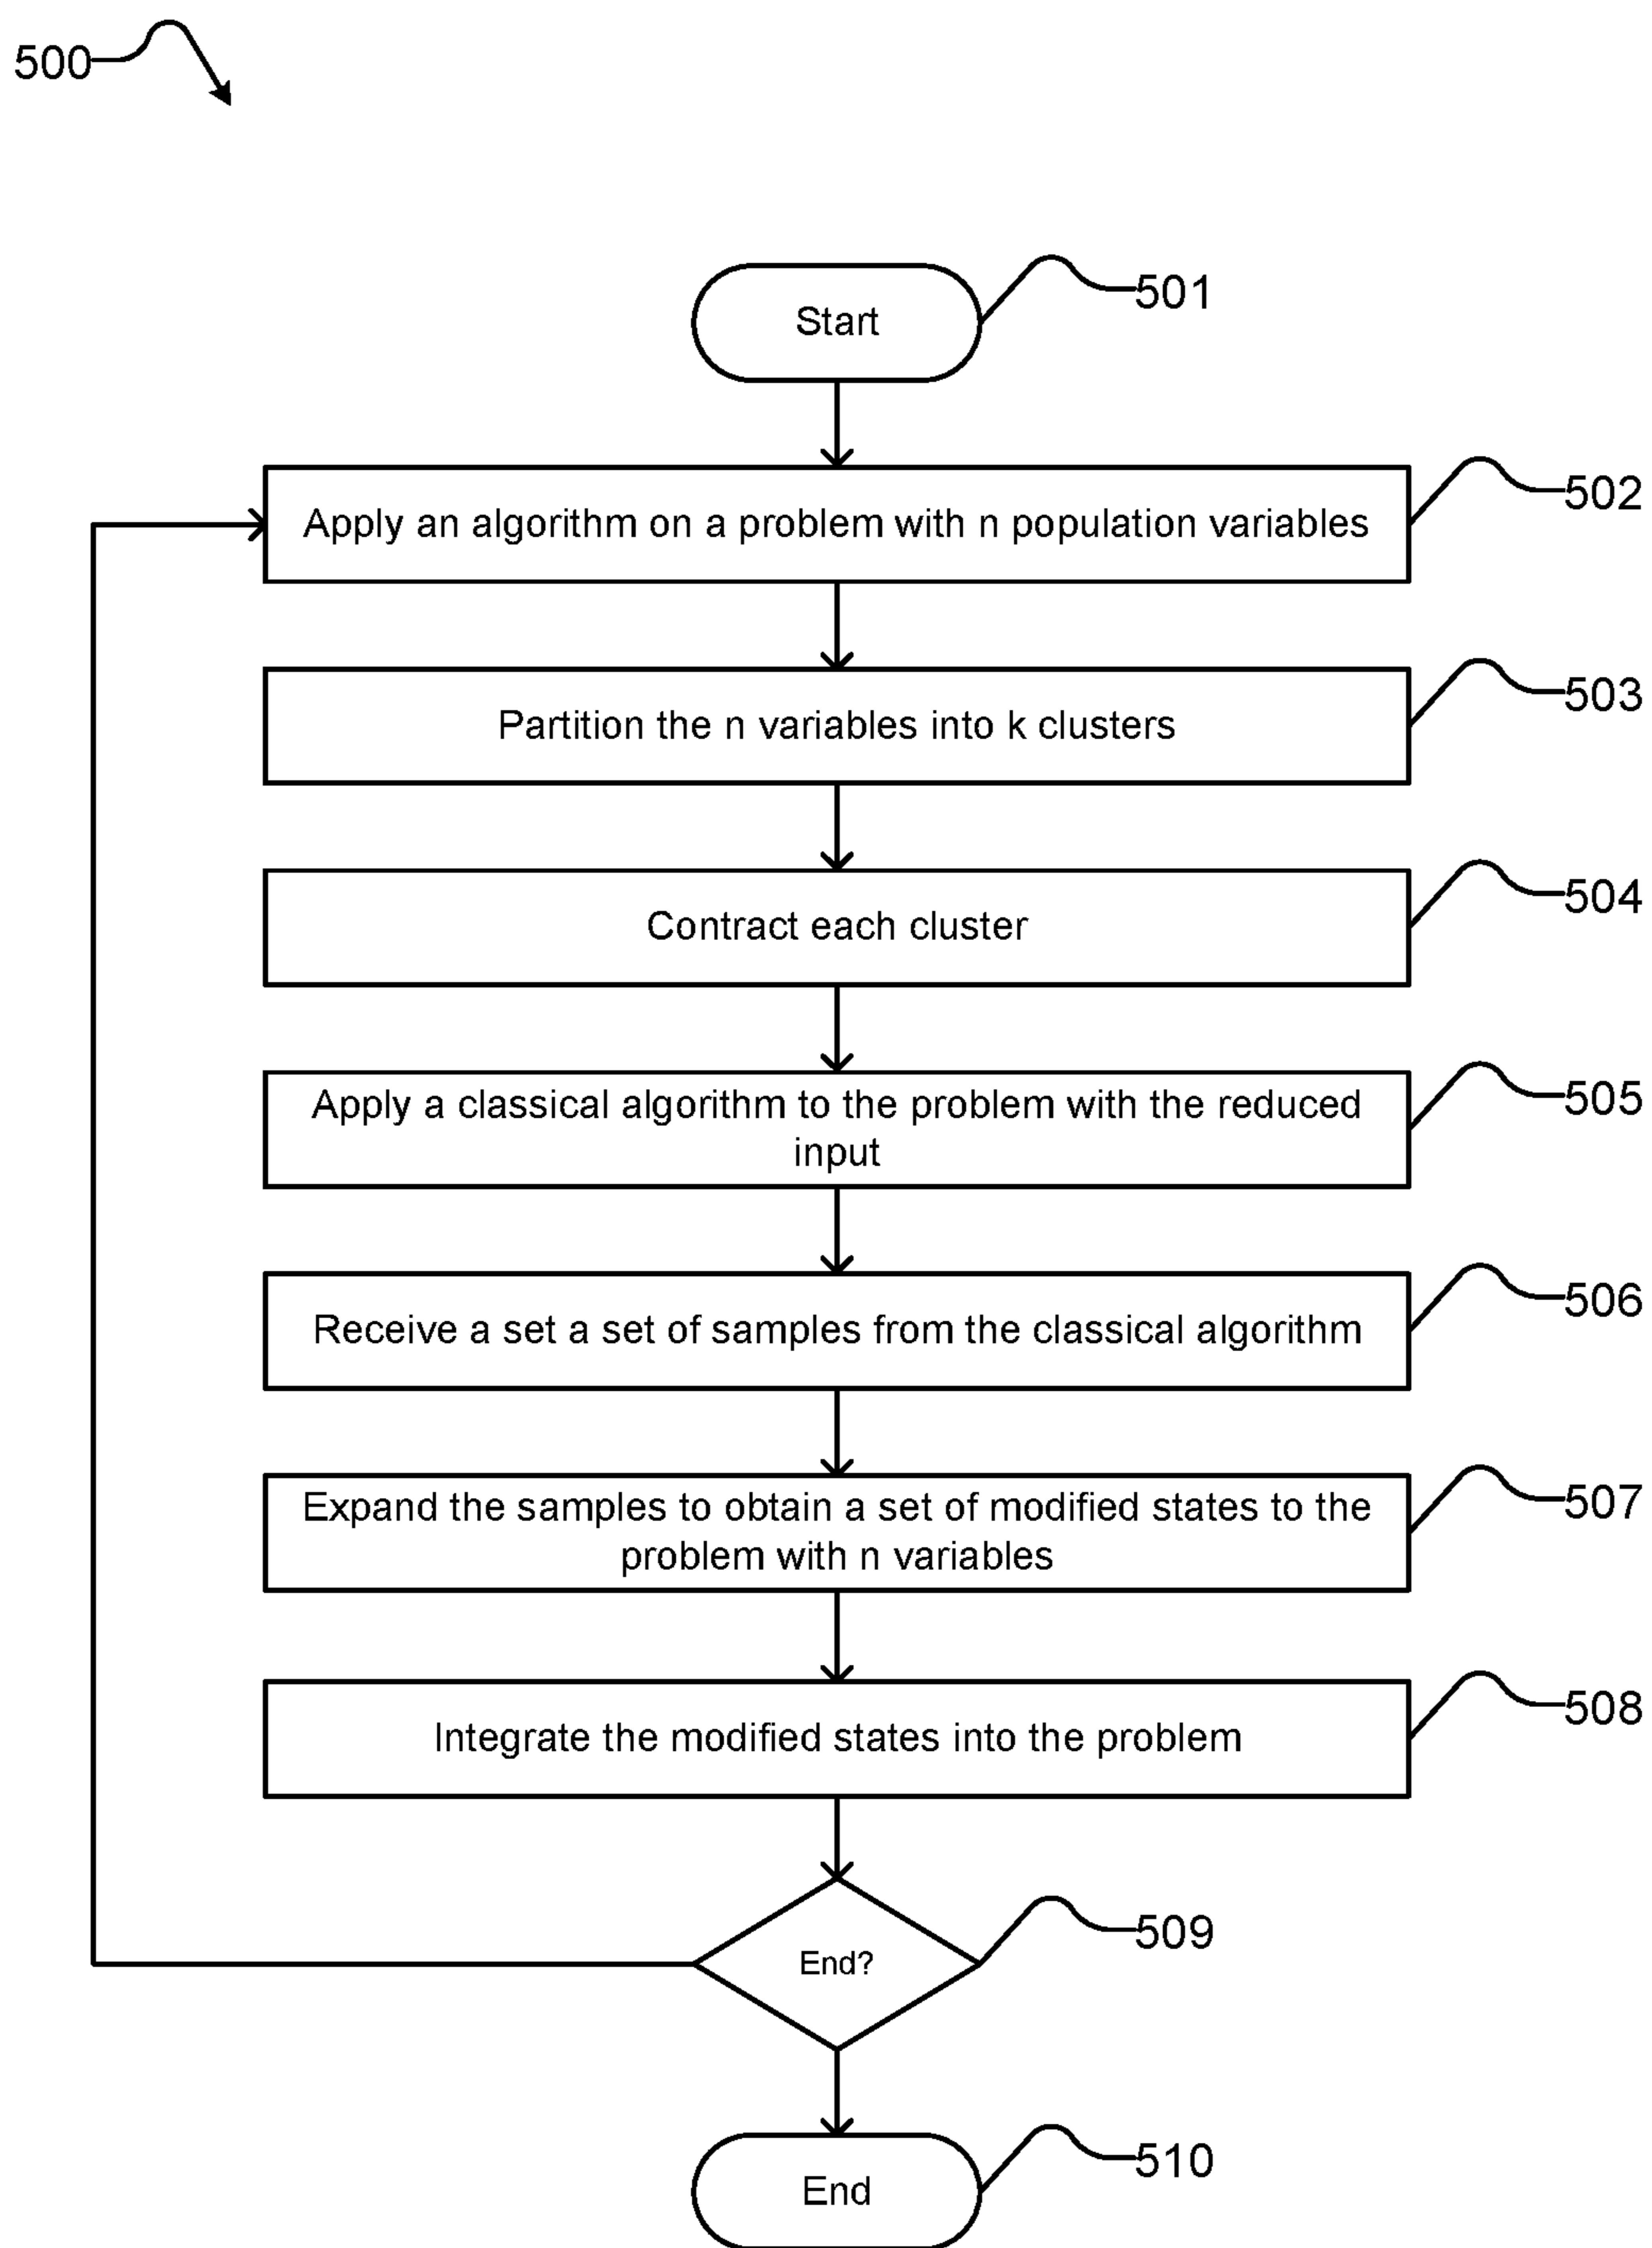 500
Start
501
Apply an algorithm on a problem with n population variables
502
Partition the n variables into k clusters
503
Contract each cluster
504
Apply a classical algorithm to the problem with the reduced
input
505
Receive a set a set of samples from the classical algorithm
506
Expand the samples to obtain a set of modified states to the
problem with n variables
507
Integrate the modified states into the problem
508
End?
509
End
510